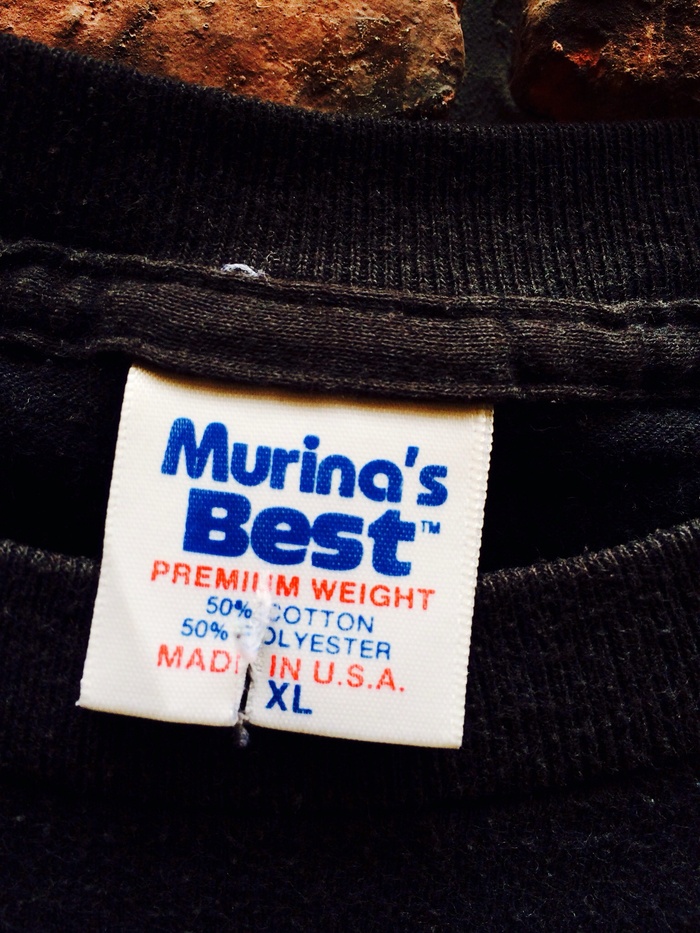 Murina's
Best™
PREMIUM WEIGHT
50% COTTON
50% POLYESTER
MADE IN U.S.A.
XL